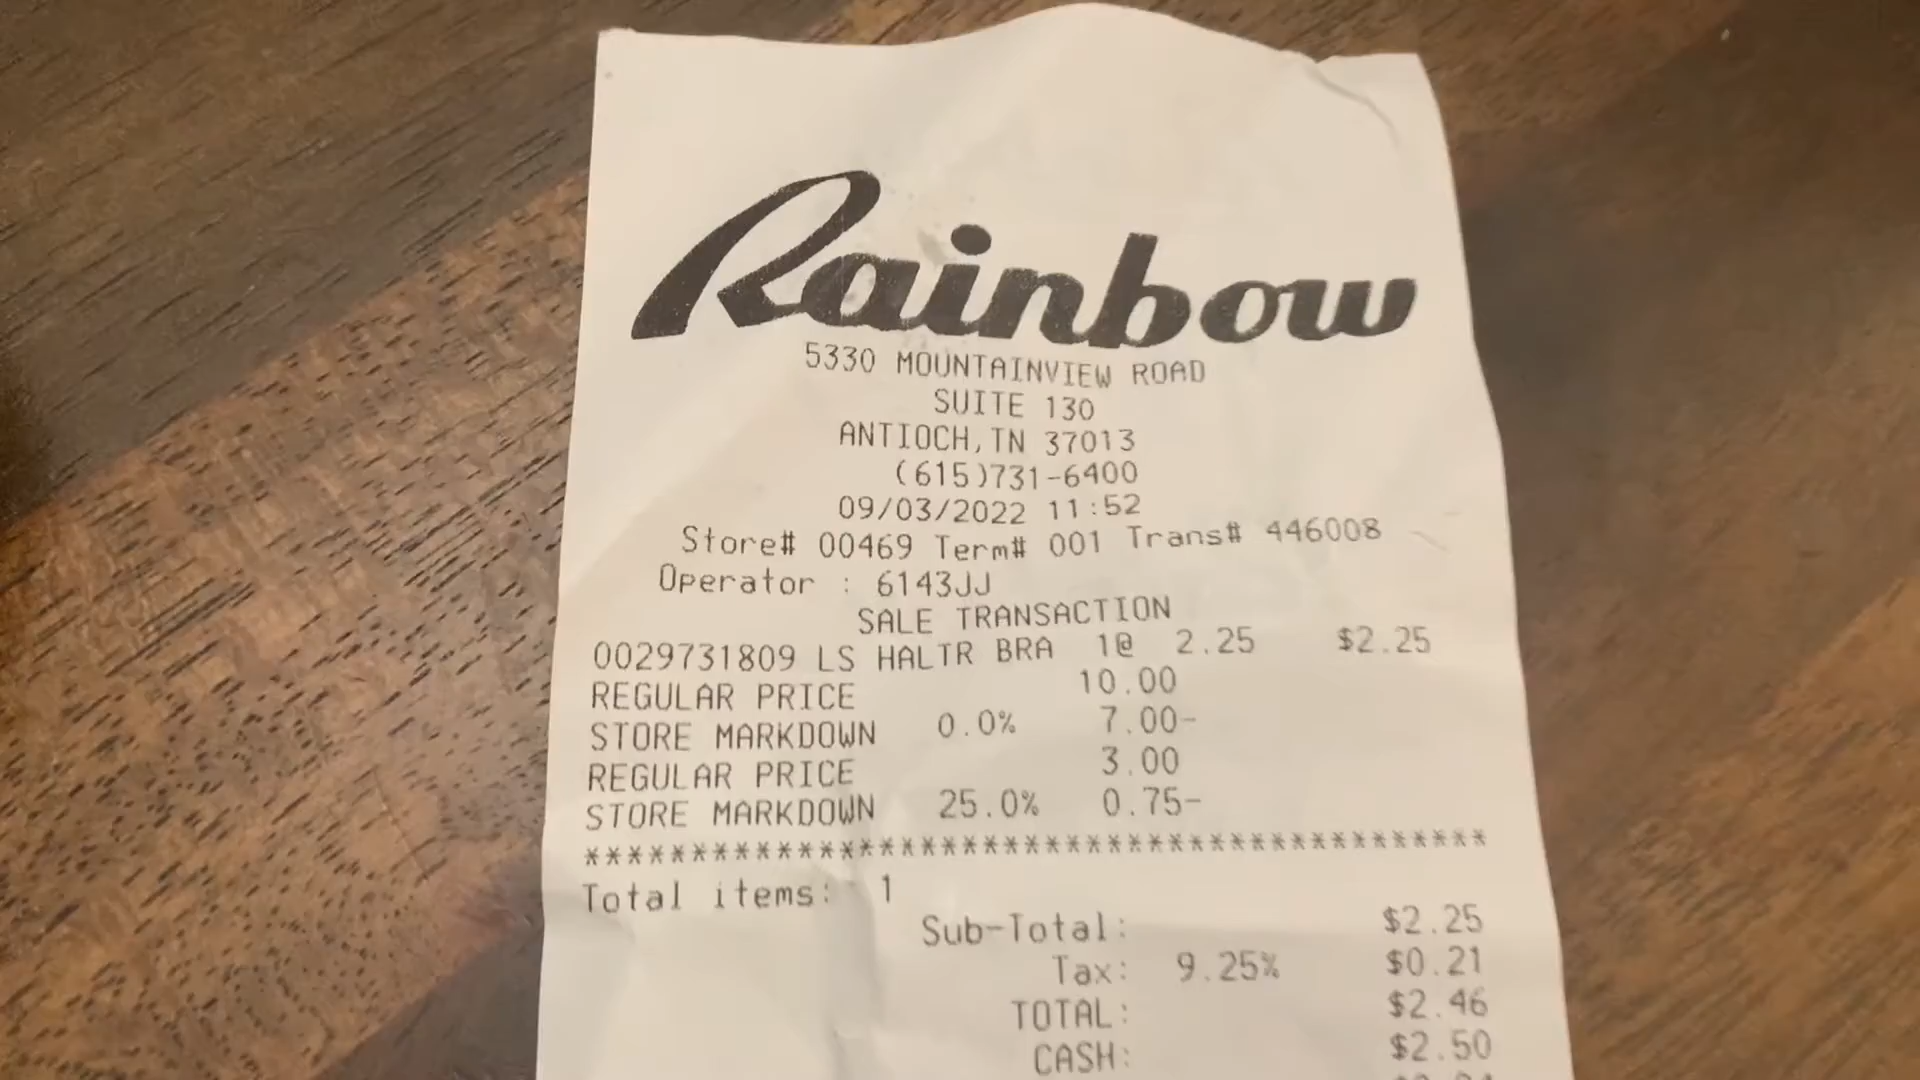 Rainbow
5330 MOUNTAINVIEW ROAD
SUITE 130
ANTIOCH,TN 37013
(615)731-6400
09/03/2022 11:52
Store# 00469 Term# 001 Trans# 446008
Operator : 6143JJ
SALE TRANSACTION
0029731809 LS HALTR BRA 1@ 2.25 $2.25
REGULAR PRICE 10.00
STORE MARKDOWN 0.0% 7.00-
REGULAR PRICE 3.00
STORE MARKDOWN 25.0% 0.75-
*******************************************
Total items: 1
Sub-Total: $2.25
Tax: 9.25% $0.21
TOTAL: $2.46
CASH: $2.50